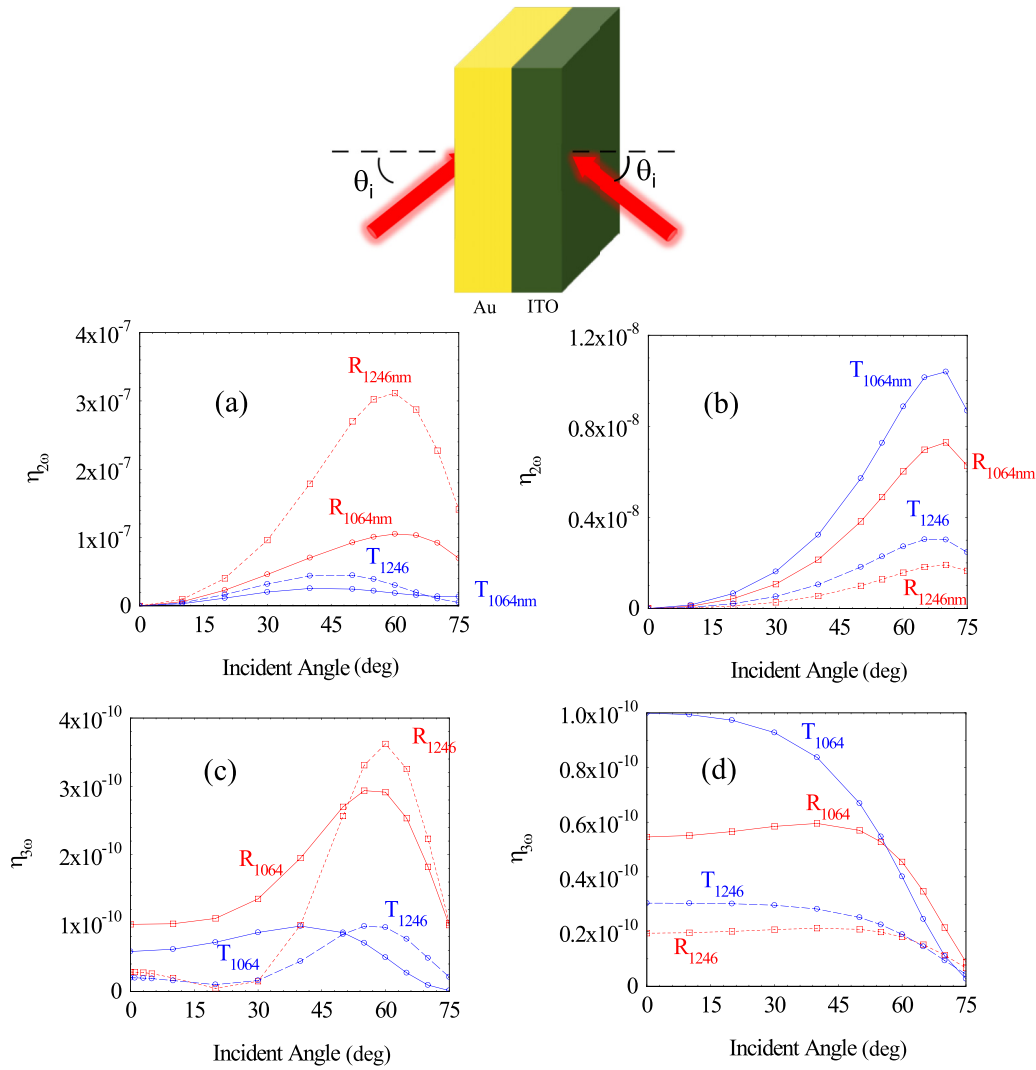 θi θi
Au ITO
4x10-7
3x10-7
2x10-7
1x10-7
0
η2ω
(a)
R1246nm
R1064nm
T1246
T1064nm
0 15 30 45 60 75
Incident Angle (deg)
1.2x10-8
0.8x10-8
0.4x10-8
0
η2ω
(b)
T1064nm
R1064nm
T1246
R1246nm
0 15 30 45 60 75
Incident Angle (deg)
4x10-10
3x10-10
2x10-10
1x10-10
0
η3ω
(c)
R1246
R1064
T1246
T1064
0 15 30 45 60 75
Incident Angle (deg)
1.0x10-10
0.8x10-10
0.6x10-10
0.4x10-10
0.2x10-10
0
η3ω
(d)
T1064
R1064
T1246
R1246
0 15 30 45 60 75
Incident Angle (deg)